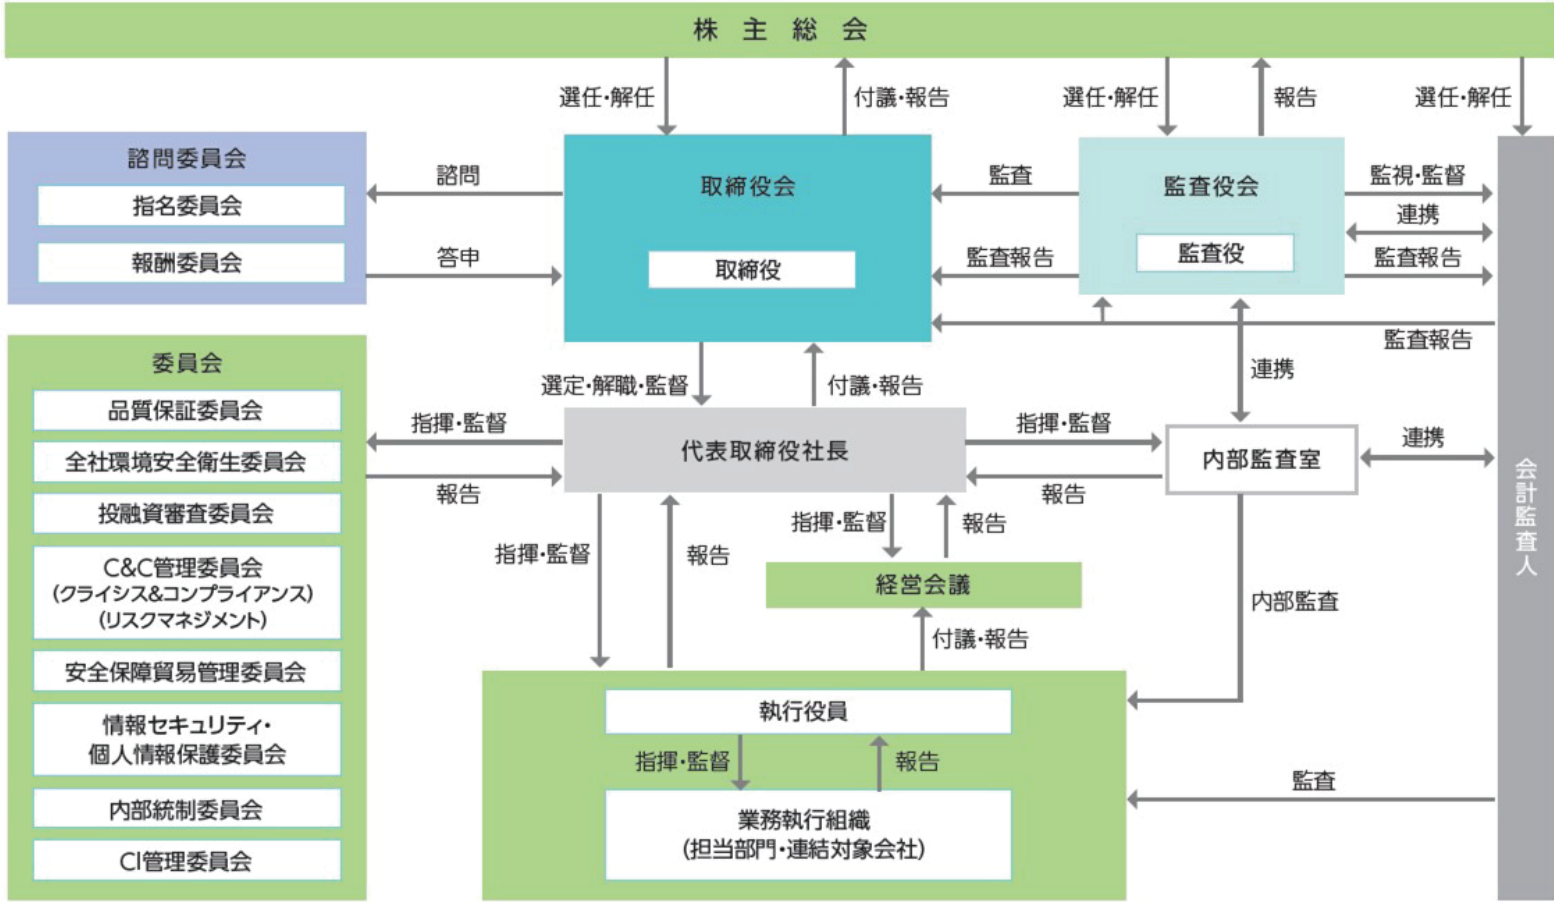 株主総会
選任・解任
付議・報告
選任・解任
報告
選任・解任
諮問委員会
指名委員会
報酬委員会
諮問
答申
取締役会
取締役
監査
監査報告
監査役会
監査役
監視・監督
連携
監査報告
監査報告
会計監査人
委員会
品質保証委員会
全社環境安全衛生委員会
投融資審査委員会
C&C管理委員会
(クライシス&コンプライアンス)
(リスクマネジメント)
安全保障貿易管理委員会
情報セキュリティ・
個人情報保護委員会
内部統制委員会
CI管理委員会
選定・解職・監督
付議・報告
連携
指揮・監督
報告
代表取締役社長
指揮・監督
報告
内部監査室
連携
指揮・監督
報告
指揮・監督
報告
経営会議
付議・報告
内部監査
執行役員
指揮・監督
報告
業務執行組織
(担当部門・連結対象会社)
監査